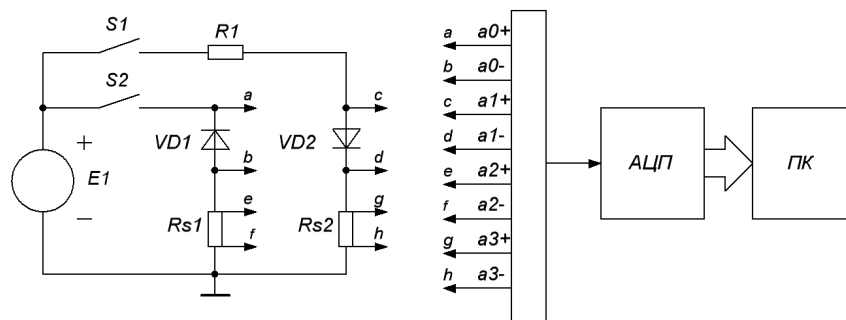 S1
R1
S2
a
c
+
VD1
VD2
E1
b
d
−
Rs1
e
f
Rs2
g
h
a a0+
b a0-
c a1+
d a1-
e a2+
f a2-
g a3+
h a3-
АЦП
ПК